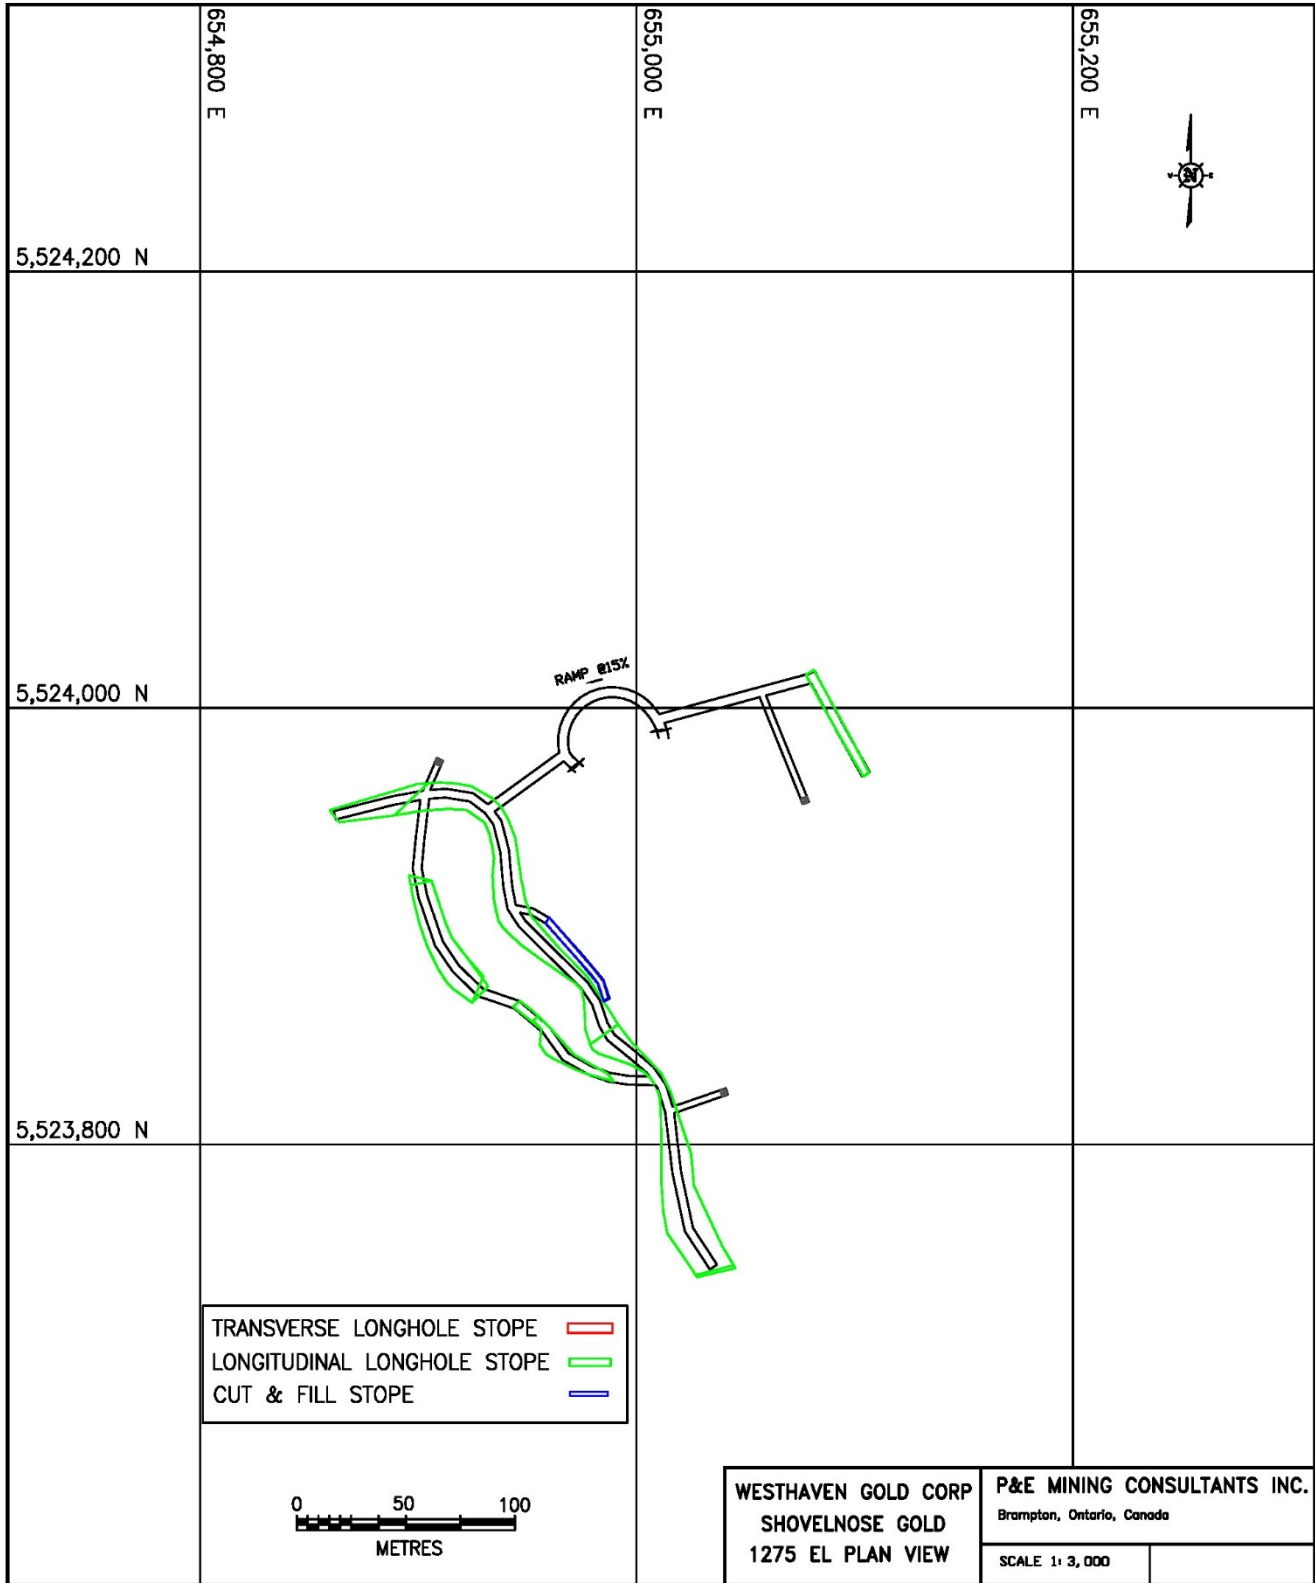 654,800 E
655,000 E
655,200 E
N
5,524,200 N
RAMP @15%
5,524,000 N
5,523,800 N
TRANSVERSE LONGHOLE STOPE
LONGITUDINAL LONGHOLE STOPE
CUT & FILL STOPE
0 50 100
METRES
WESTHAVEN GOLD CORP
SHOVELNOSE GOLD
1275 EL PLAN VIEW
P&E MINING CONSULTANTS INC.
Brampton, Ontario, Canada
SCALE 1: 3,000